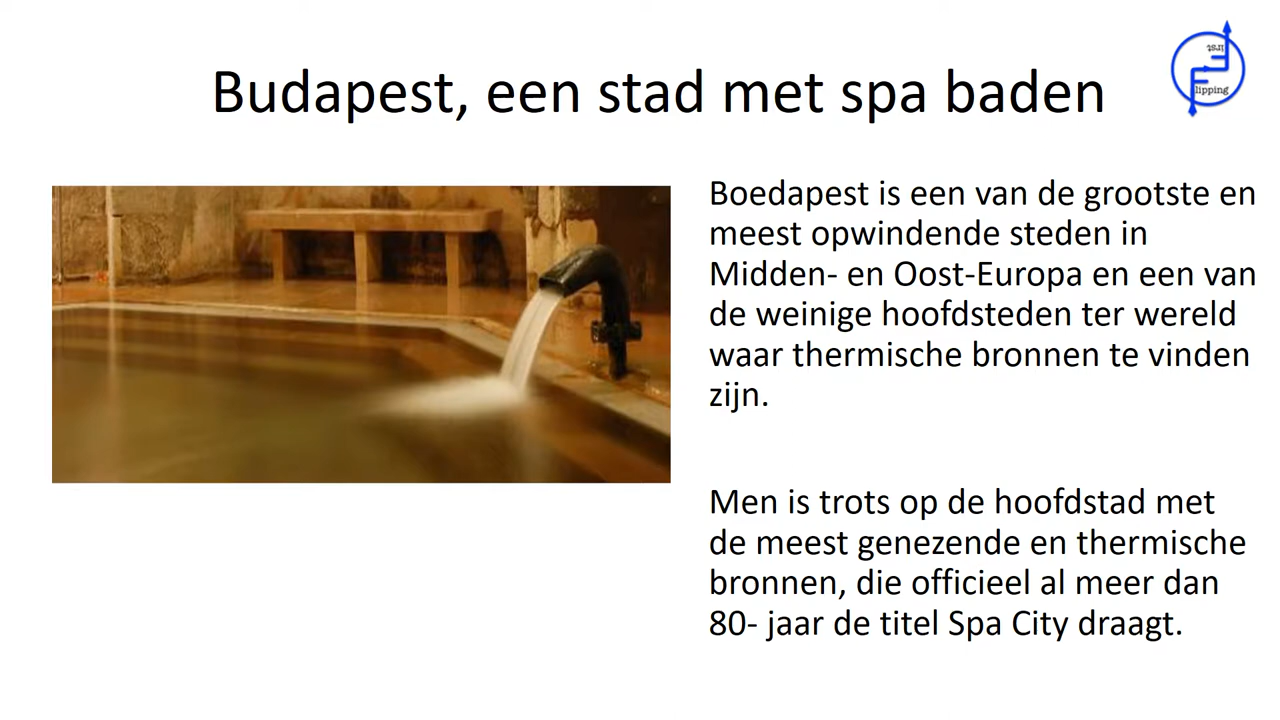 Budapest, een stad met spa baden
irst
lipping
Boedapest is een van de grootste en
meest opwindende steden in
Midden- en Oost-Europa en een van
de weinige hoofdsteden ter wereld
waar thermische bronnen te vinden
zijn.
Men is trots op de hoofdstad met
de meest genezende en thermische
bronnen, die officieel al meer dan
80- jaar de titel Spa City draagt.